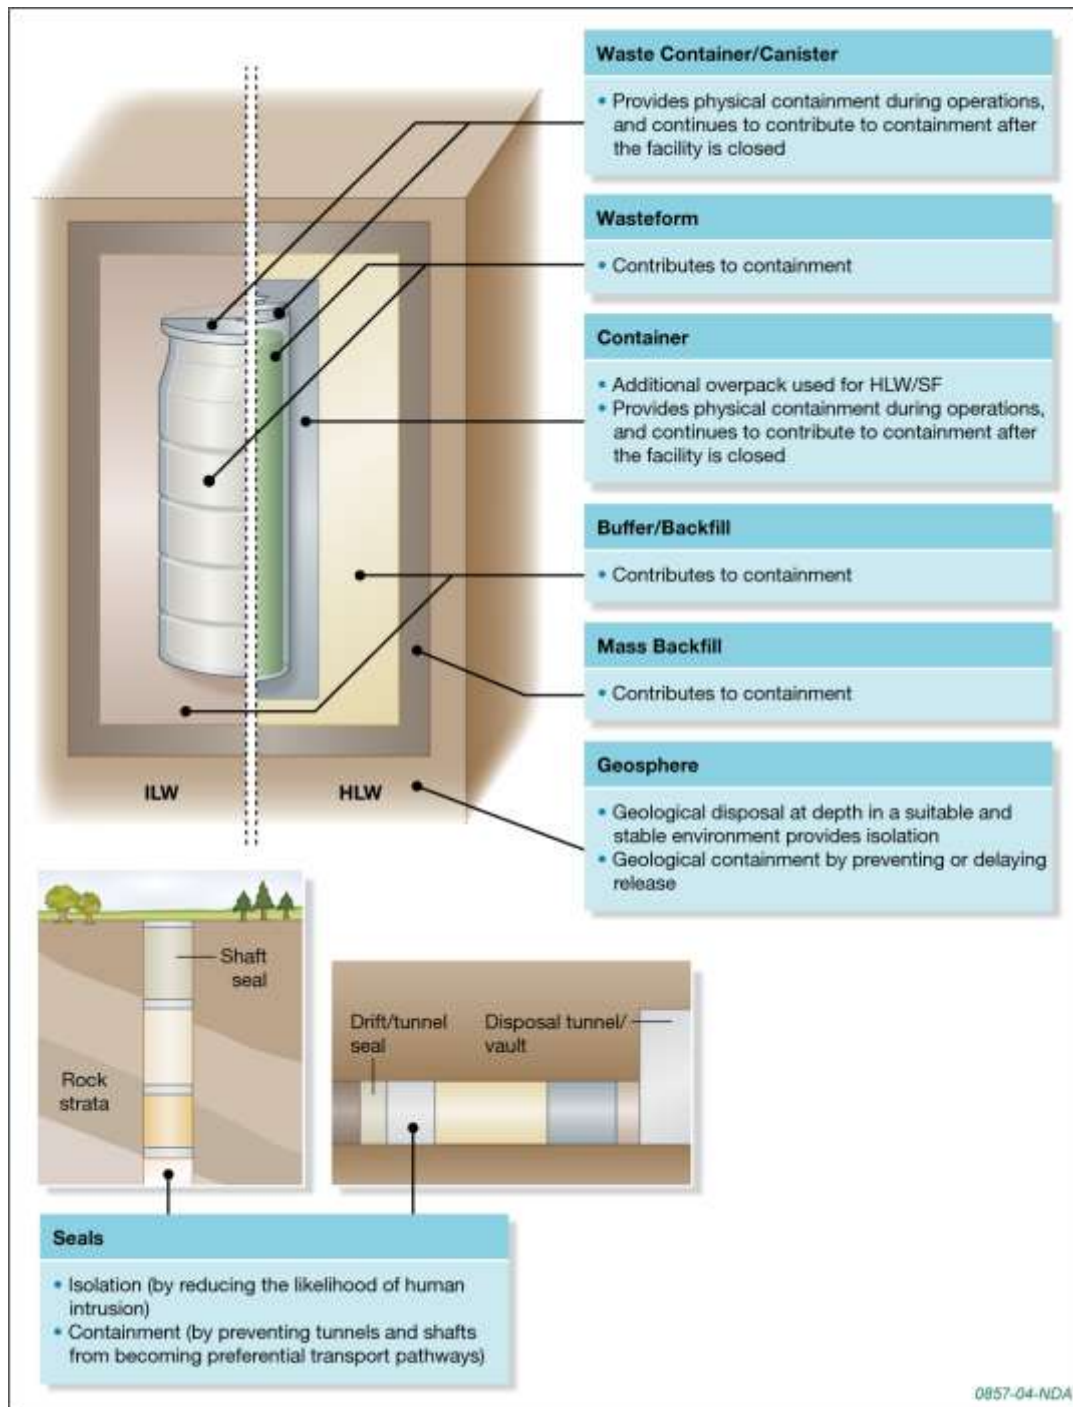 Waste Container/Canister
• Provides physical containment during operations,
and continues to contribute to containment after
the facility is closed
Wasteform
• Contributes to containment
Container
• Additional overpack used for HLW/SF
• Provides physical containment during operations,
and continues to contribute to containment after
the facility is closed
Buffer/Backfill
• Contributes to containment
Mass Backfill
• Contributes to containment
Geosphere
• Geological disposal at depth in a suitable and
stable environment provides isolation
• Geological containment by preventing or delaying
release
ILW
HLW
Shaft
seal
Rock
strata
Drift/tunnel
seal
Disposal tunnel/
vault
Seals
• Isolation (by reducing the likelihood of human
intrusion)
• Containment (by preventing tunnels and shafts
from becoming preferential transport pathways)
0857-04-NDA